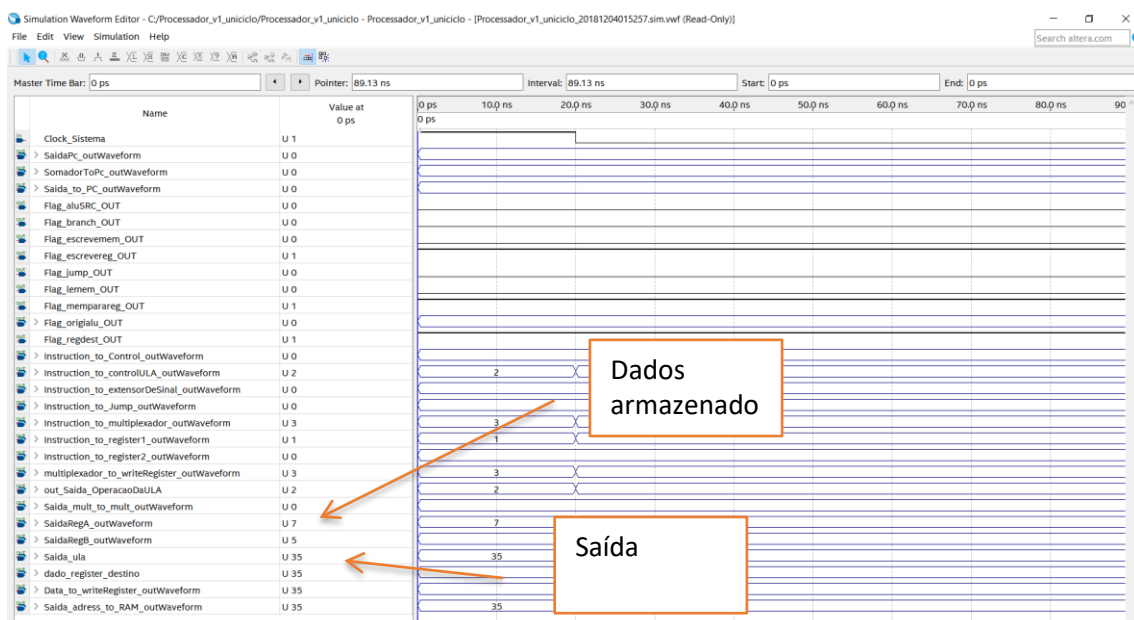 Simulation Waveform Editor - C:/Processador_v1_uniciclo/Processador_v1_uniciclo - Processador_v1_uniciclo - [Processador_v1_uniciclo_20181204015257.sim.vwf (Read-Only)]
File Edit View Simulation Help
Search altera.com
Master Time Bar: 0 ps Pointer: 89.13 ns Interval: 89.13 ns Start: 0 ps End: 0 ps
Name Value at 0 ps 0 ps 10.0 ns 20.0 ns 30.0 ns 40.0 ns 50.0 ns 60.0 ns 70.0 ns 80.0 ns 90
0 ps
Clock_Sistema U 1
SaidaPc_outWaveform U 0
SomadorToPc_outWaveform U 0
Saida_to_PC_outWaveform U 0
Flag_aluSRC_OUT U 0
Flag_branch_OUT U 0
Flag_escrevemem_OUT U 0
Flag_escrevereg_OUT U 1
Flag_jump_OUT U 0
Flag_lemem_OUT U 0
Flag_memparareg_OUT U 1
Flag_origialu_OUT U 0
Flag_regdest_OUT U 1
Instruction_to_Control_outWaveform U 0
Instruction_to_controlULA_outWaveform U 2 2
Instruction_to_extensorDeSinal_outWaveform U 0
Instruction_to_Jump_outWaveform U 0
Instruction_to_multiplexador_outWaveform U 3 3
Instruction_to_register1_outWaveform U 1 1
Instruction_to_register2_outWaveform U 0
multiplexador_to_writeRegister_outWaveform U 3 3
out_Saida_OperacaoDaULA U 2 2
Saida_mult_to_mult_outWaveform U 0
SaidaRegA_outWaveform U 7 7
SaidaRegB_outWaveform U 5
Saida_ula U 35 35
dado_register_destino U 35
Data_to_writeRegister_outWaveform U 35
Saida_adress_to_RAM_outWaveform U 35 35
Dados
armazenado
Saída